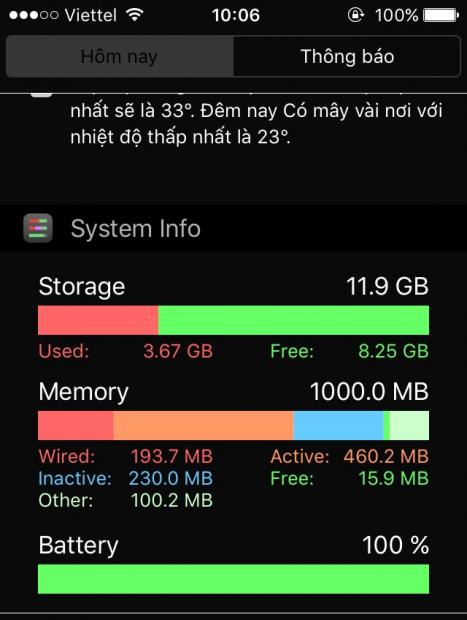 Viettel 10:06 100%
Hôm nay Thông báo
nhất sẽ là 33°. Đêm nay Có mây vài nơi với
nhiệt độ thấp nhất là 23°.
System Info
Storage 11.9 GB
Used: 3.67 GB Free: 8.25 GB
Memory 1000.0 MB
Wired: 193.7 MB Active: 460.2 MB
Inactive: 230.0 MB Free: 15.9 MB
Other: 100.2 MB
Battery 100 %